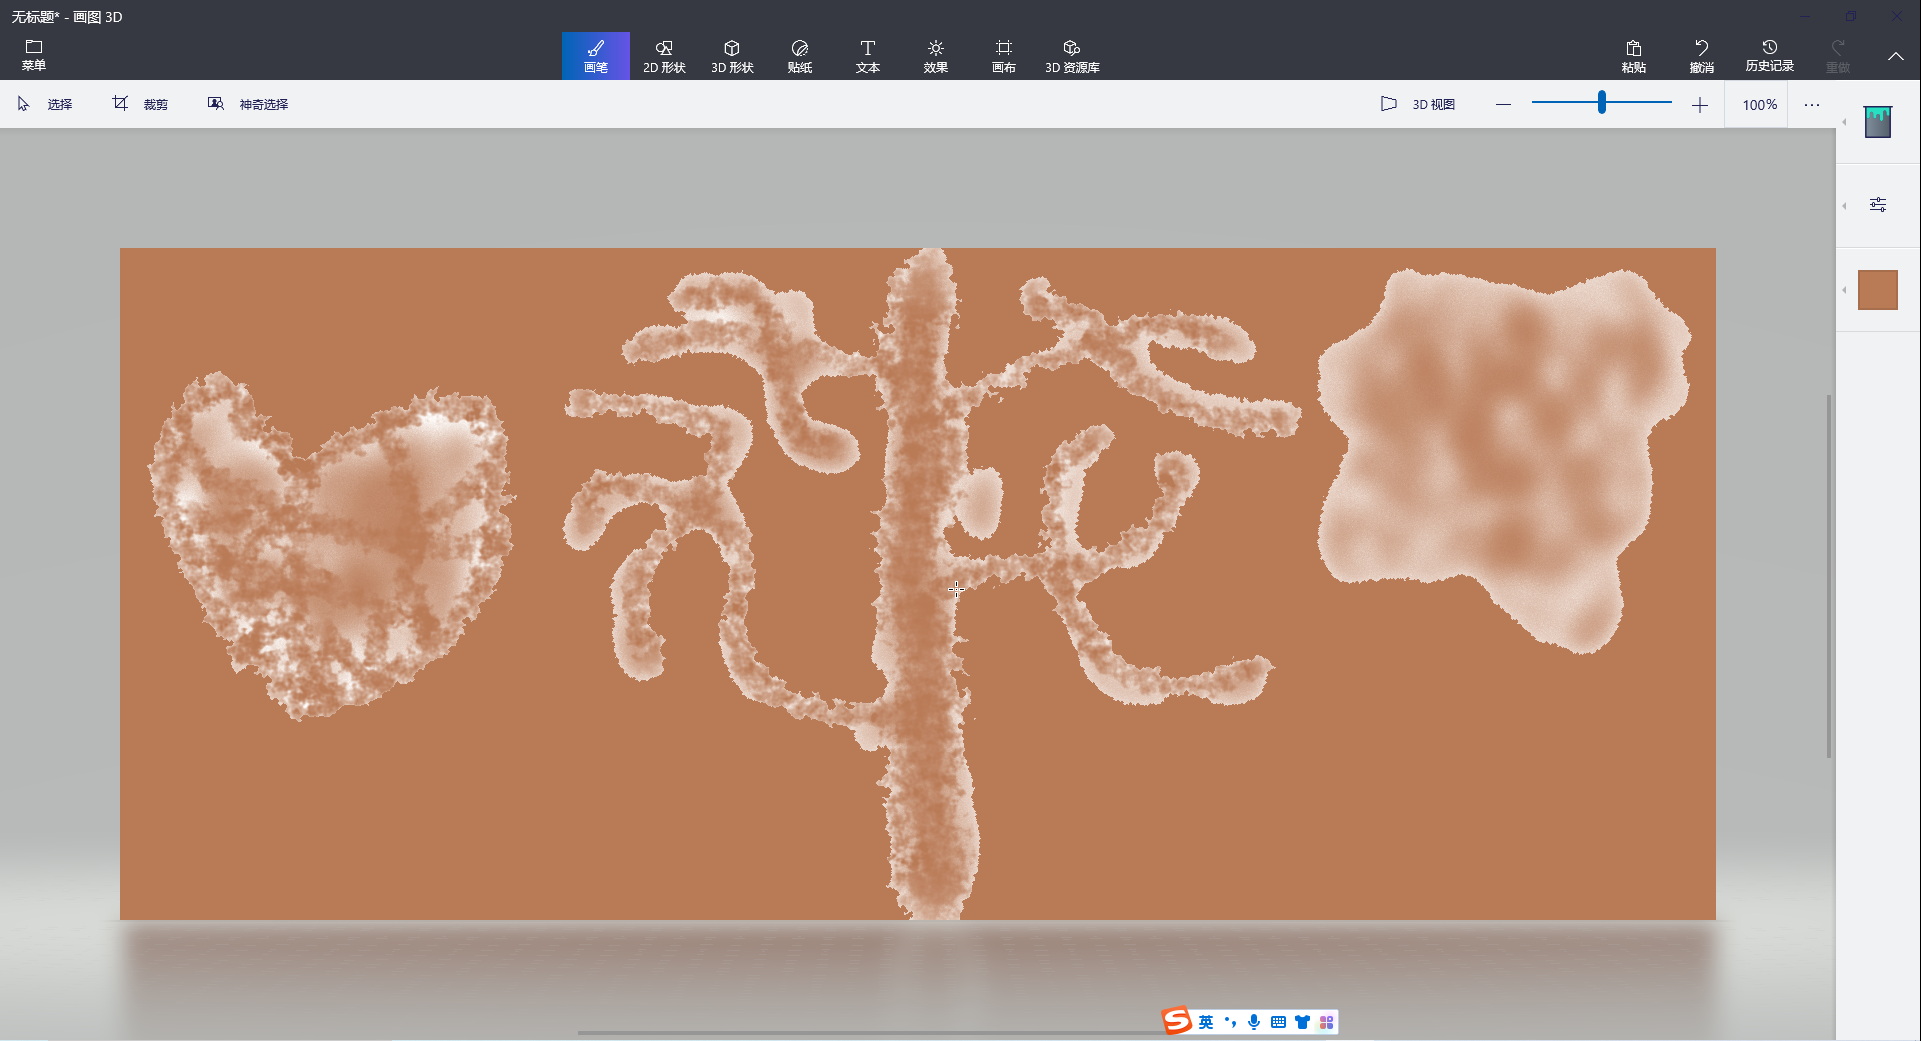 无标题* - 画图 3D
菜单
画笔
2D 形状
3D 形状
贴纸
文本
效果
画布
3D 资源库
粘贴
撤消
历史记录
重做
选择
裁剪
神奇选择
3D 视图
100%
英